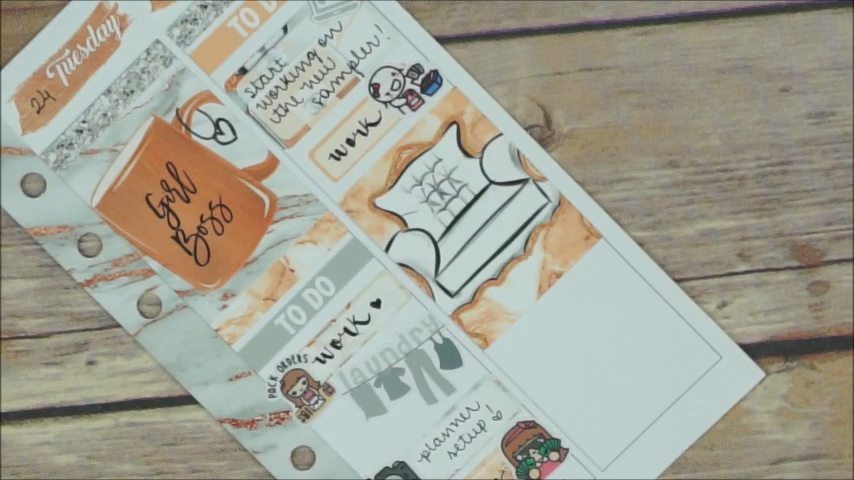 24 Tuesday
Girl
Boss
TO DO
work
PACK ORDERS
laundry
planner
setup!
TO D
start
working on
the new
sampler!
work